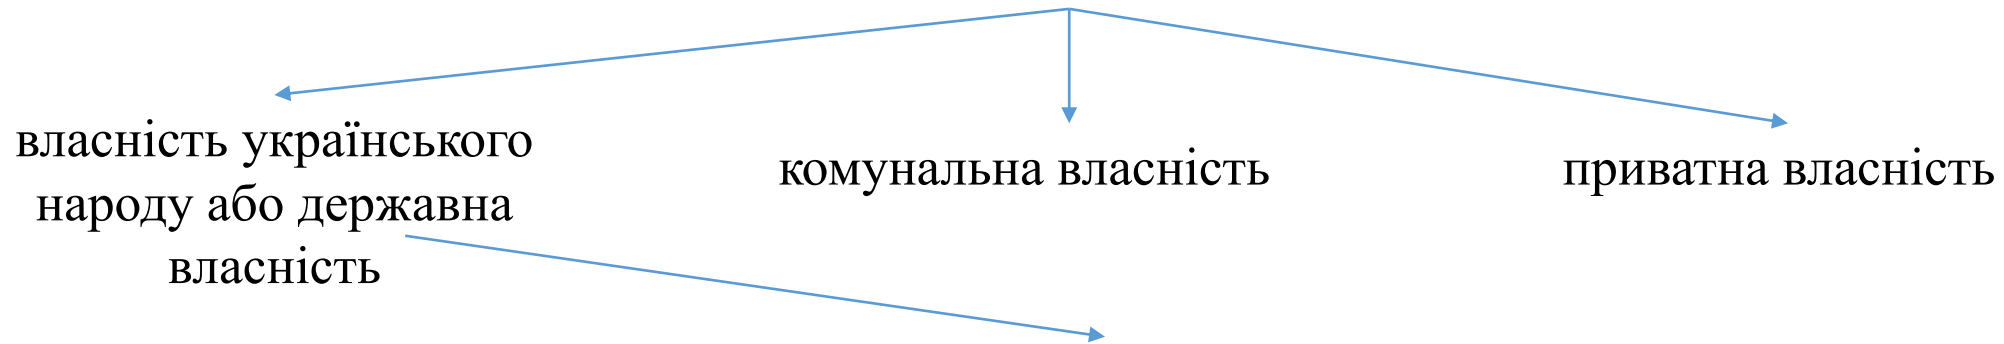 власність українського
народу або державна
власність
комунальна власність
приватна власність